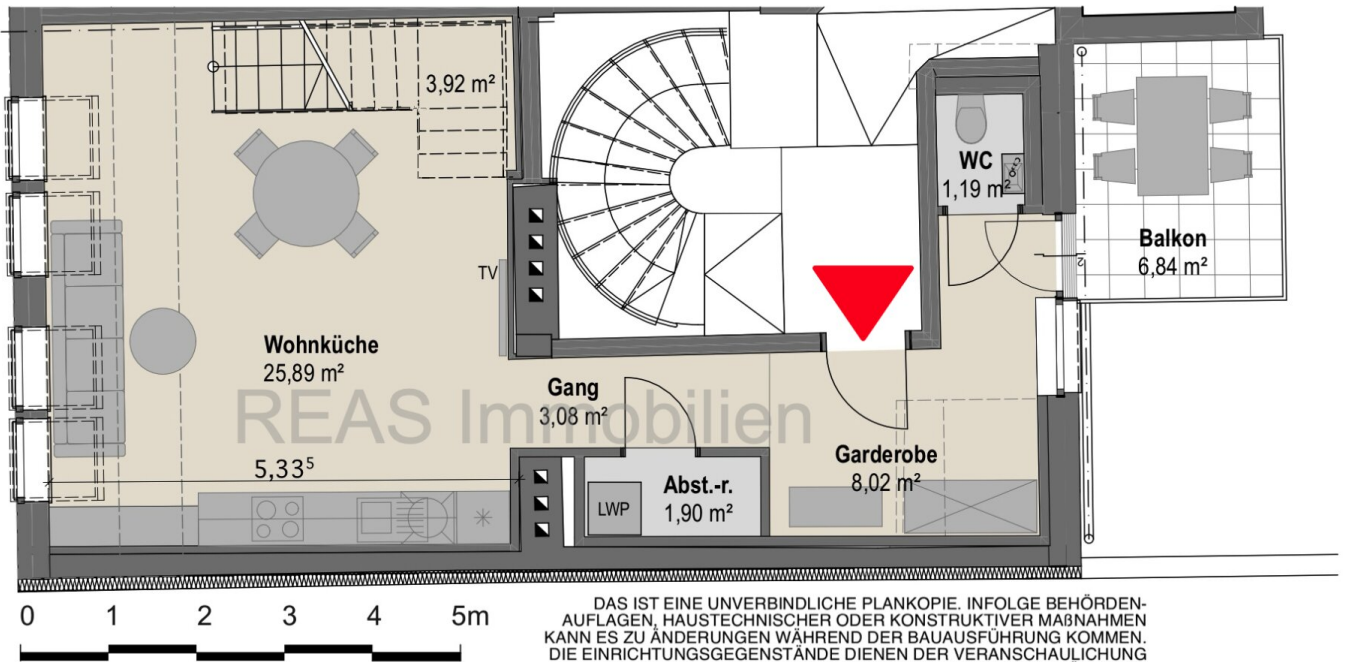 3,92 m²
WC
1,19 m²
Balkon
6,84 m²
2
TV
Wohnküche
25,89 m²
Gang
3,08 m²
REAS Immobilien
Garderobe
8,02 m²
5,33⁵
Abst.-r.
1,90 m²
LWP
0 1 2 3 4 5m
DAS IST EINE UNVERBINDLICHE PLANKOPIE. INFOLGE BEHÖRDEN-
AUFLAGEN, HAUSTECHNISCHER ODER KONSTRUKTIVER MAßNAHMEN
KANN ES ZU ÄNDERUNGEN WÄHREND DER BAUAUSFÜHRUNG KOMMEN.
DIE EINRICHTUNGSGEGENSTÄNDE DIENEN DER VERANSCHAULICHUNG